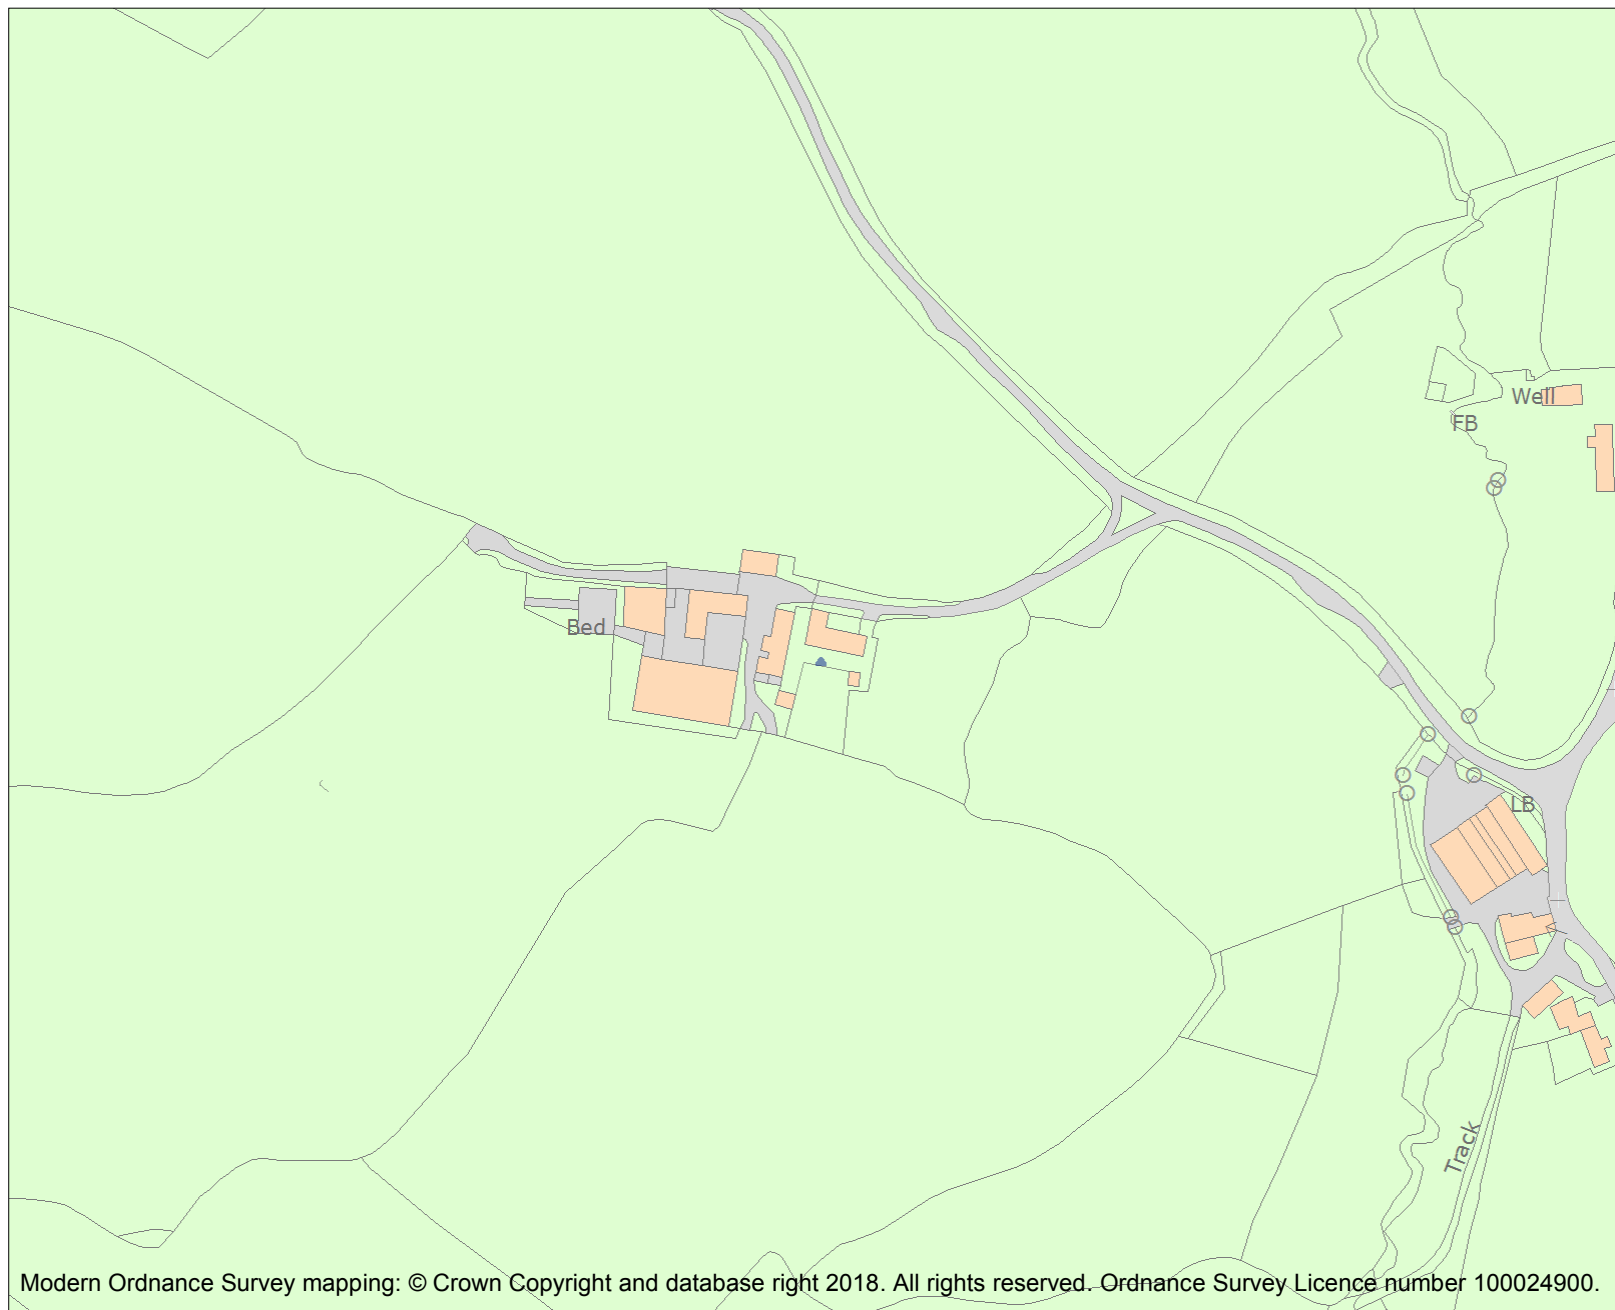 Well
FB
Bed
LB
Track
Modern Ordnance Survey mapping: © Crown Copyright and database right 2018. All rights reserved. Ordnance Survey Licence number 100024900.